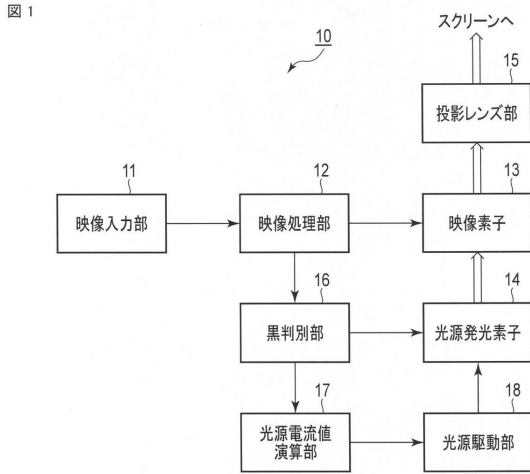 図 1
スクリーンへ
10
15
投影レンズ部
11
12
13
映像入力部
映像処理部
映像素子
16
14
黒判別部
光源発光素子
17
18
光源電流値
演算部
光源駆動部